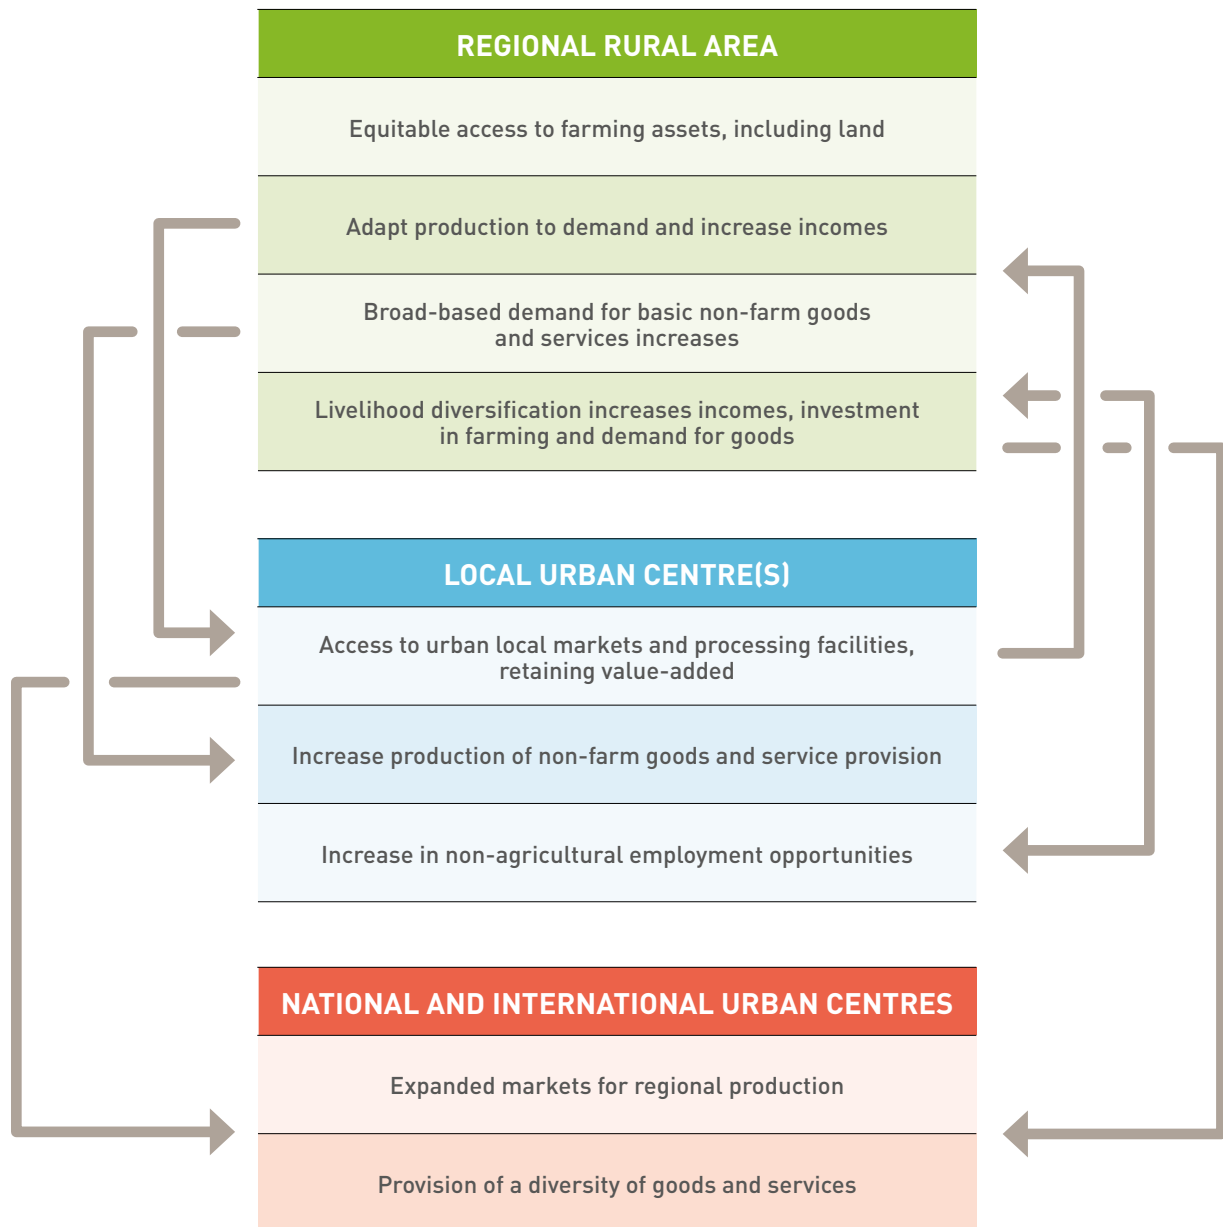 REGIONAL RURAL AREA
Equitable access to farming assets, including land
Adapt production to demand and increase incomes
Broad-based demand for basic non-farm goods
and services increases
Livelihood diversification increases incomes, investment
in farming and demand for goods
LOCAL URBAN CENTRE(S)
Access to urban local markets and processing facilities,
retaining value-added
Increase production of non-farm goods and service provision
Increase in non-agricultural employment opportunities
NATIONAL AND INTERNATIONAL URBAN CENTRES
Expanded markets for regional production
Provision of a diversity of goods and services